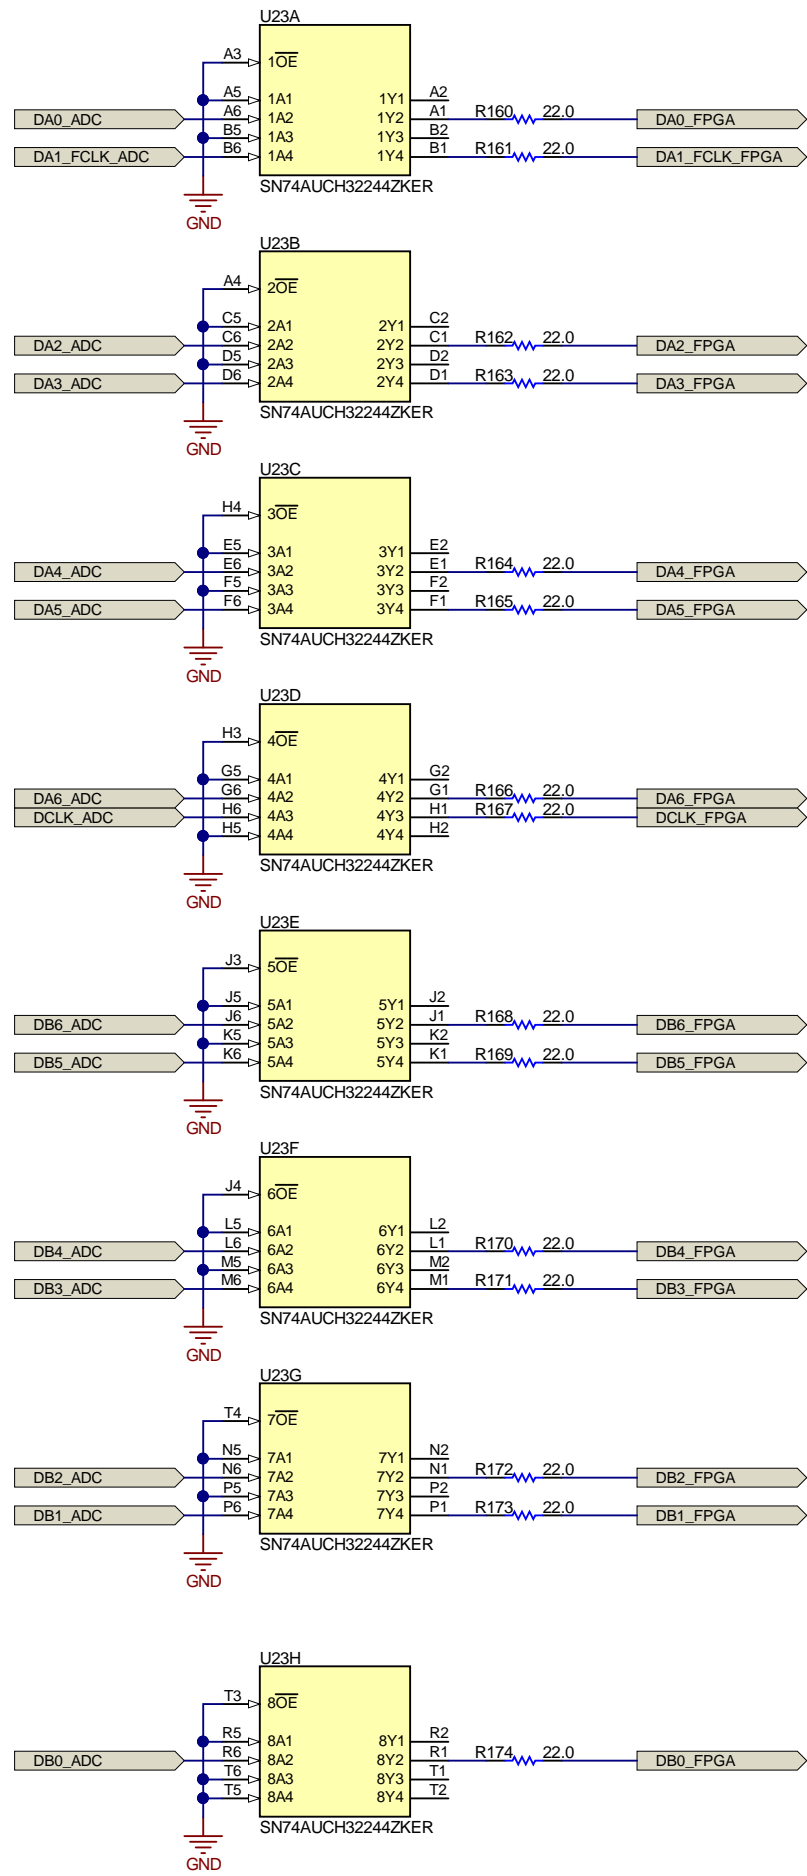 U23A
A3 1OE
A5 1A1 1Y1 A2
DA0_ADC A6 1A2 1Y2 A1 R160 22.0 DA0_FPGA
B5 1A3 1Y3 B2
DA1_FCLK_ADC B6 1A4 1Y4 B1 R161 22.0 DA1_FCLK_FPGA
SN74AUCH32244ZKER
GND
U23B
A4 2OE
C5 2A1 2Y1 C2
DA2_ADC C6 2A2 2Y2 C1 R162 22.0 DA2_FPGA
D5 2A3 2Y3 D2
DA3_ADC D6 2A4 2Y4 D1 R163 22.0 DA3_FPGA
SN74AUCH32244ZKER
GND
U23C
H4 3OE
E5 3A1 3Y1 E2
DA4_ADC E6 3A2 3Y2 E1 R164 22.0 DA4_FPGA
F5 3A3 3Y3 F2
DA5_ADC F6 3A4 3Y4 F1 R165 22.0 DA5_FPGA
SN74AUCH32244ZKER
GND
U23D
H3 4OE
G5 4A1 4Y1 G2
DA6_ADC G6 4A2 4Y2 G1 R166 22.0 DA6_FPGA
DCLK_ADC H6 4A3 4Y3 H1 R167 22.0 DCLK_FPGA
H5 4A4 4Y4 H2
SN74AUCH32244ZKER
GND
U23E
J3 5OE
J5 5A1 5Y1 J2
DB6_ADC J6 5A2 5Y2 J1 R168 22.0 DB6_FPGA
K5 5A3 5Y3 K2
DB5_ADC K6 5A4 5Y4 K1 R169 22.0 DB5_FPGA
SN74AUCH32244ZKER
GND
U23F
J4 6OE
L5 6A1 6Y1 L2
DB4_ADC L6 6A2 6Y2 L1 R170 22.0 DB4_FPGA
M5 6A3 6Y3 M2
DB3_ADC M6 6A4 6Y4 M1 R171 22.0 DB3_FPGA
SN74AUCH32244ZKER
GND
U23G
T4 7OE
N5 7A1 7Y1 N2
DB2_ADC N6 7A2 7Y2 N1 R172 22.0 DB2_FPGA
P5 7A3 7Y3 P2
DB1_ADC P6 7A4 7Y4 P1 R173 22.0 DB1_FPGA
SN74AUCH32244ZKER
GND
U23H
T3 8OE
R5 8A1 8Y1 R2
DB0_ADC R6 8A2 8Y2 R1 R174 22.0 DB0_FPGA
T6 8A3 8Y3 T1
T5 8A4 8Y4 T2
SN74AUCH32244ZKER
GND